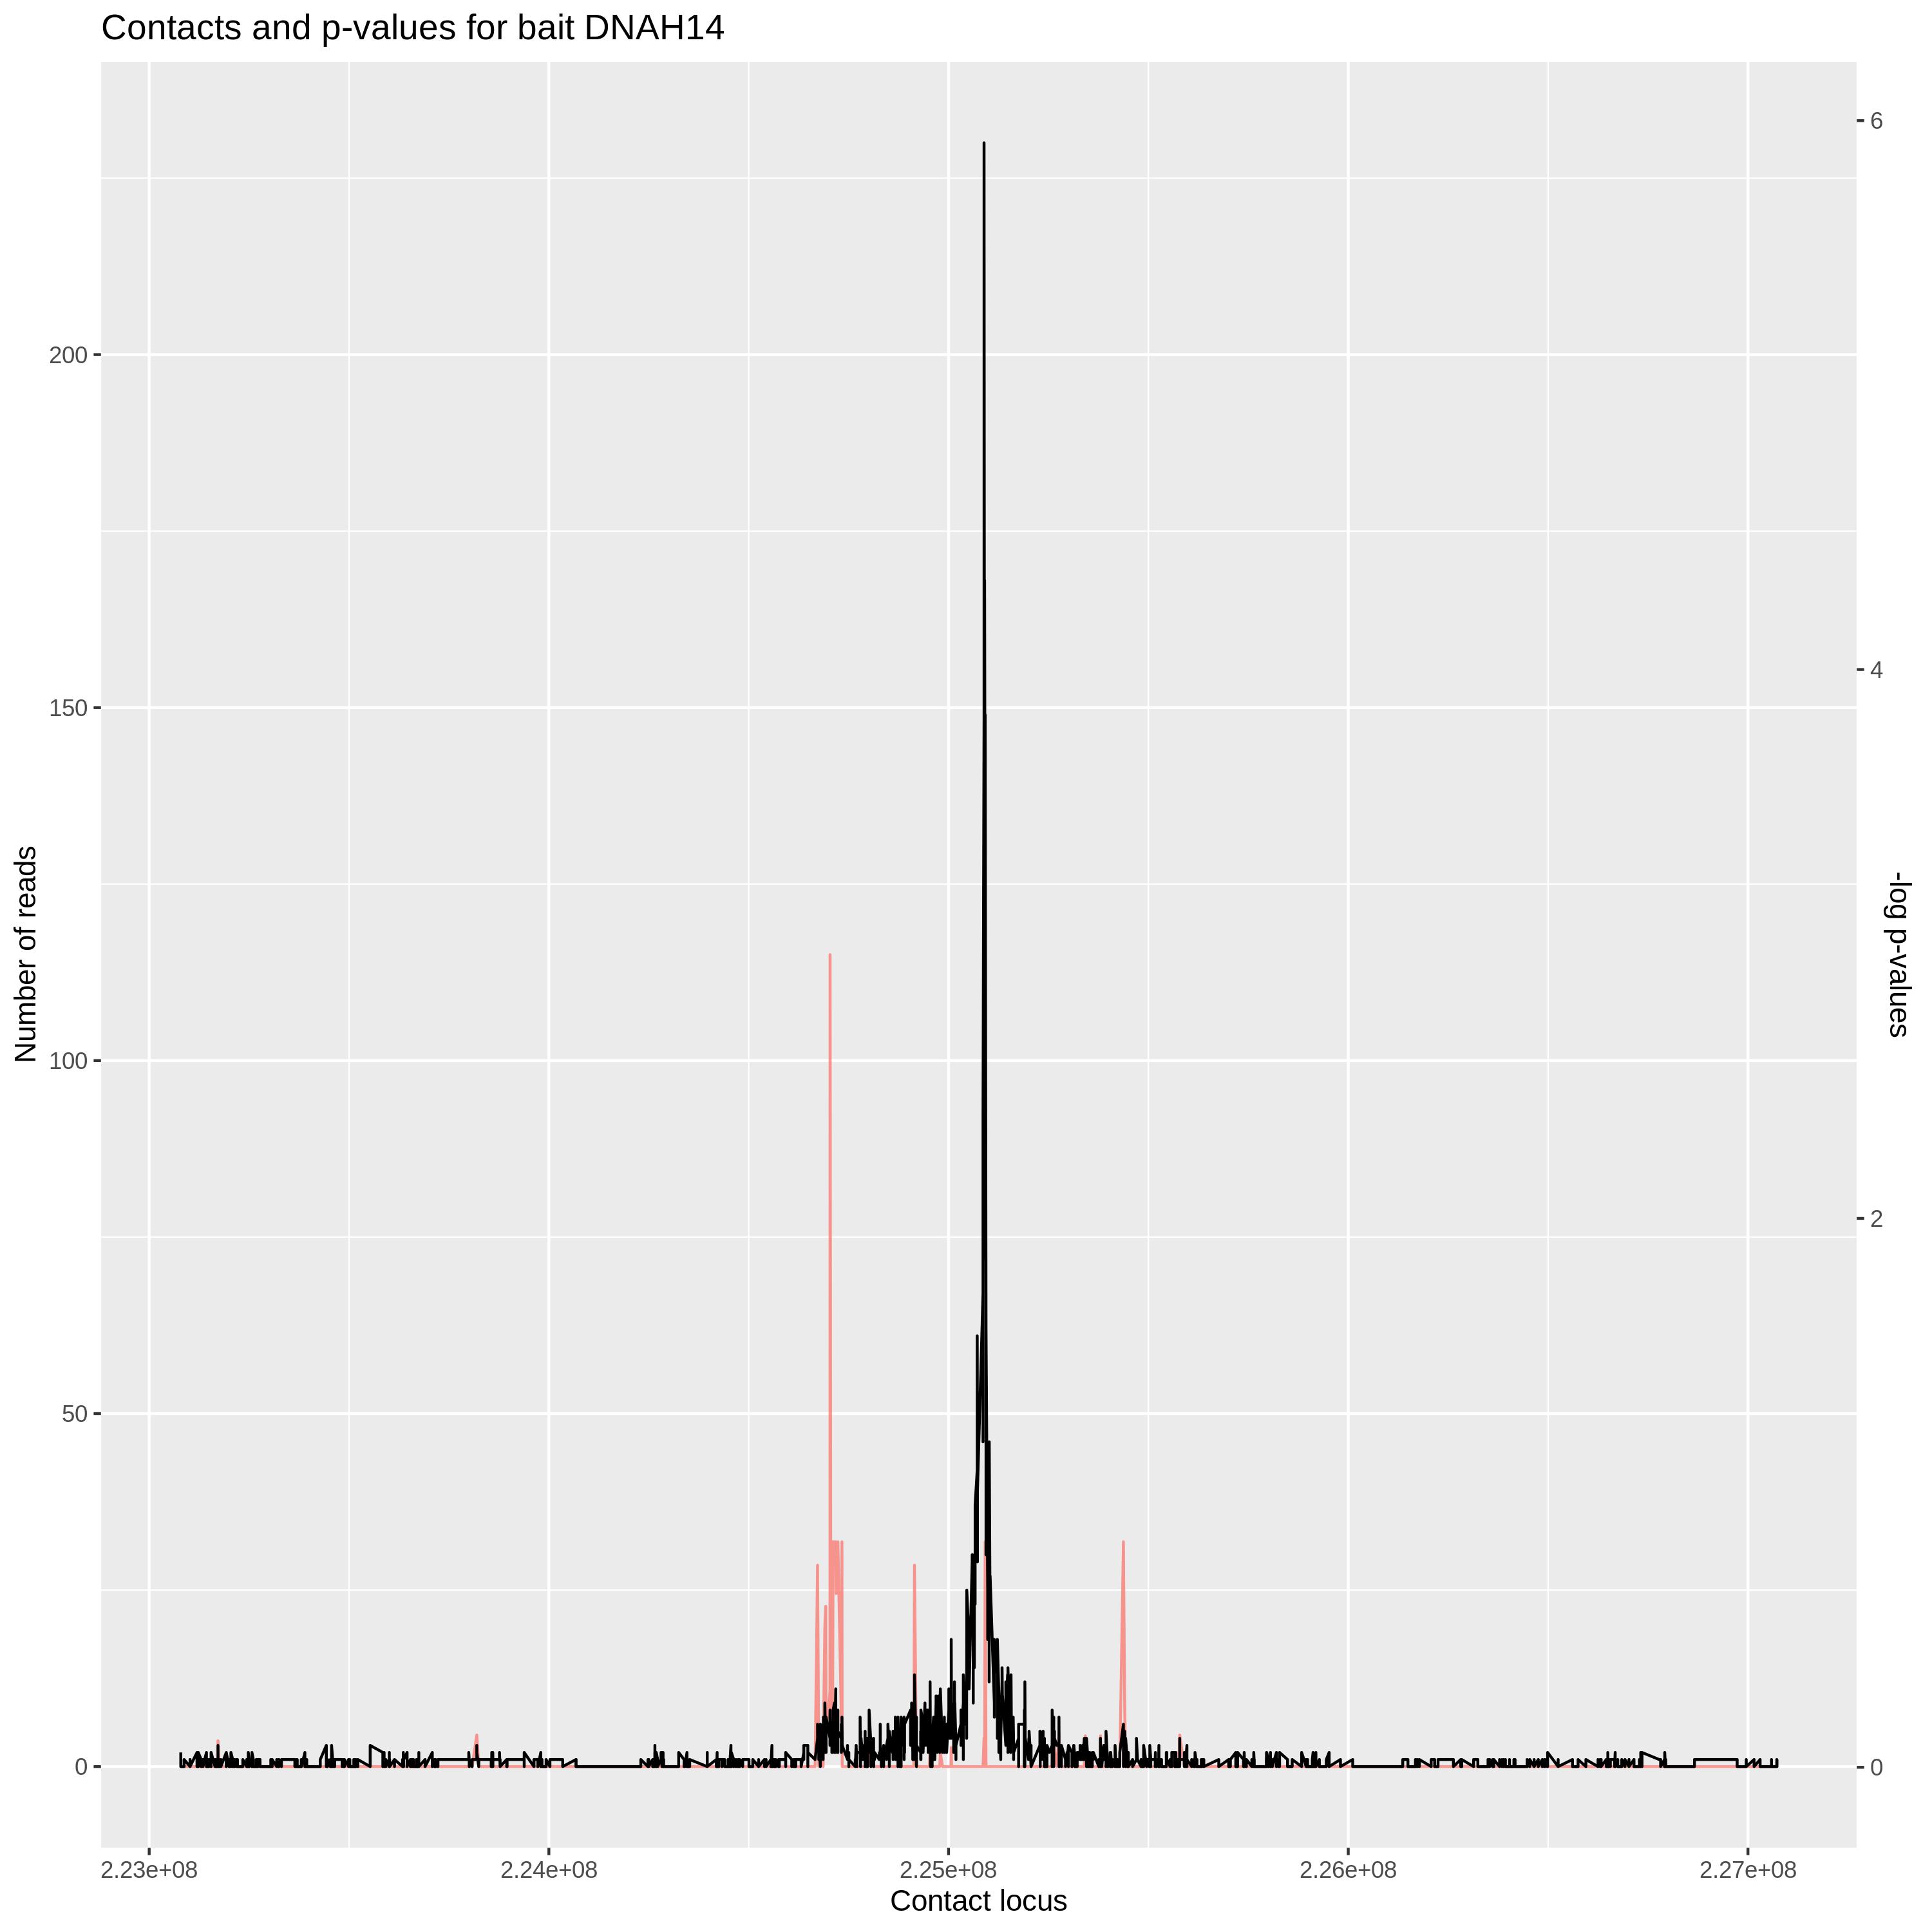 Contacts and p-values for bait DNAH14
6
200
150
4
Number of reads
-log p-values
100
2
50
0
0
2.23e+08 2.24e+08 2.25e+08 2.26e+08 2.27e+08
Contact locus